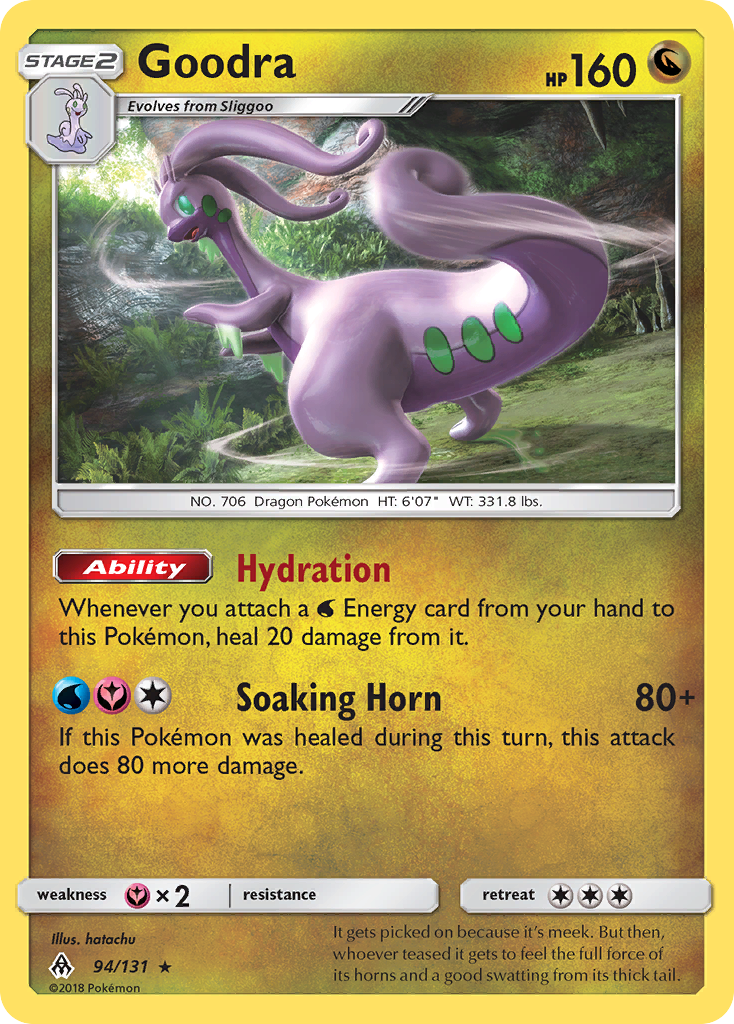 STAGE2
Goodra
HP160
Evolves from Sliggoo
NO. 706 Dragon Pokémon HT: 6'07" WT: 331.8 lbs.
Ability Hydration
Whenever you attach a Energy card from your hand to
this Pokémon, heal 20 damage from it.
Soaking Horn 80+
If this Pokémon was healed during this turn, this attack
does 80 more damage.
weakness ×2 resistance retreat
Illus. hatachu
94/131 ★
©2018 Pokémon
It gets picked on because it's meek. But then,
whoever teased it gets to feel the full force of
its horns and a good swatting from its thick tail.